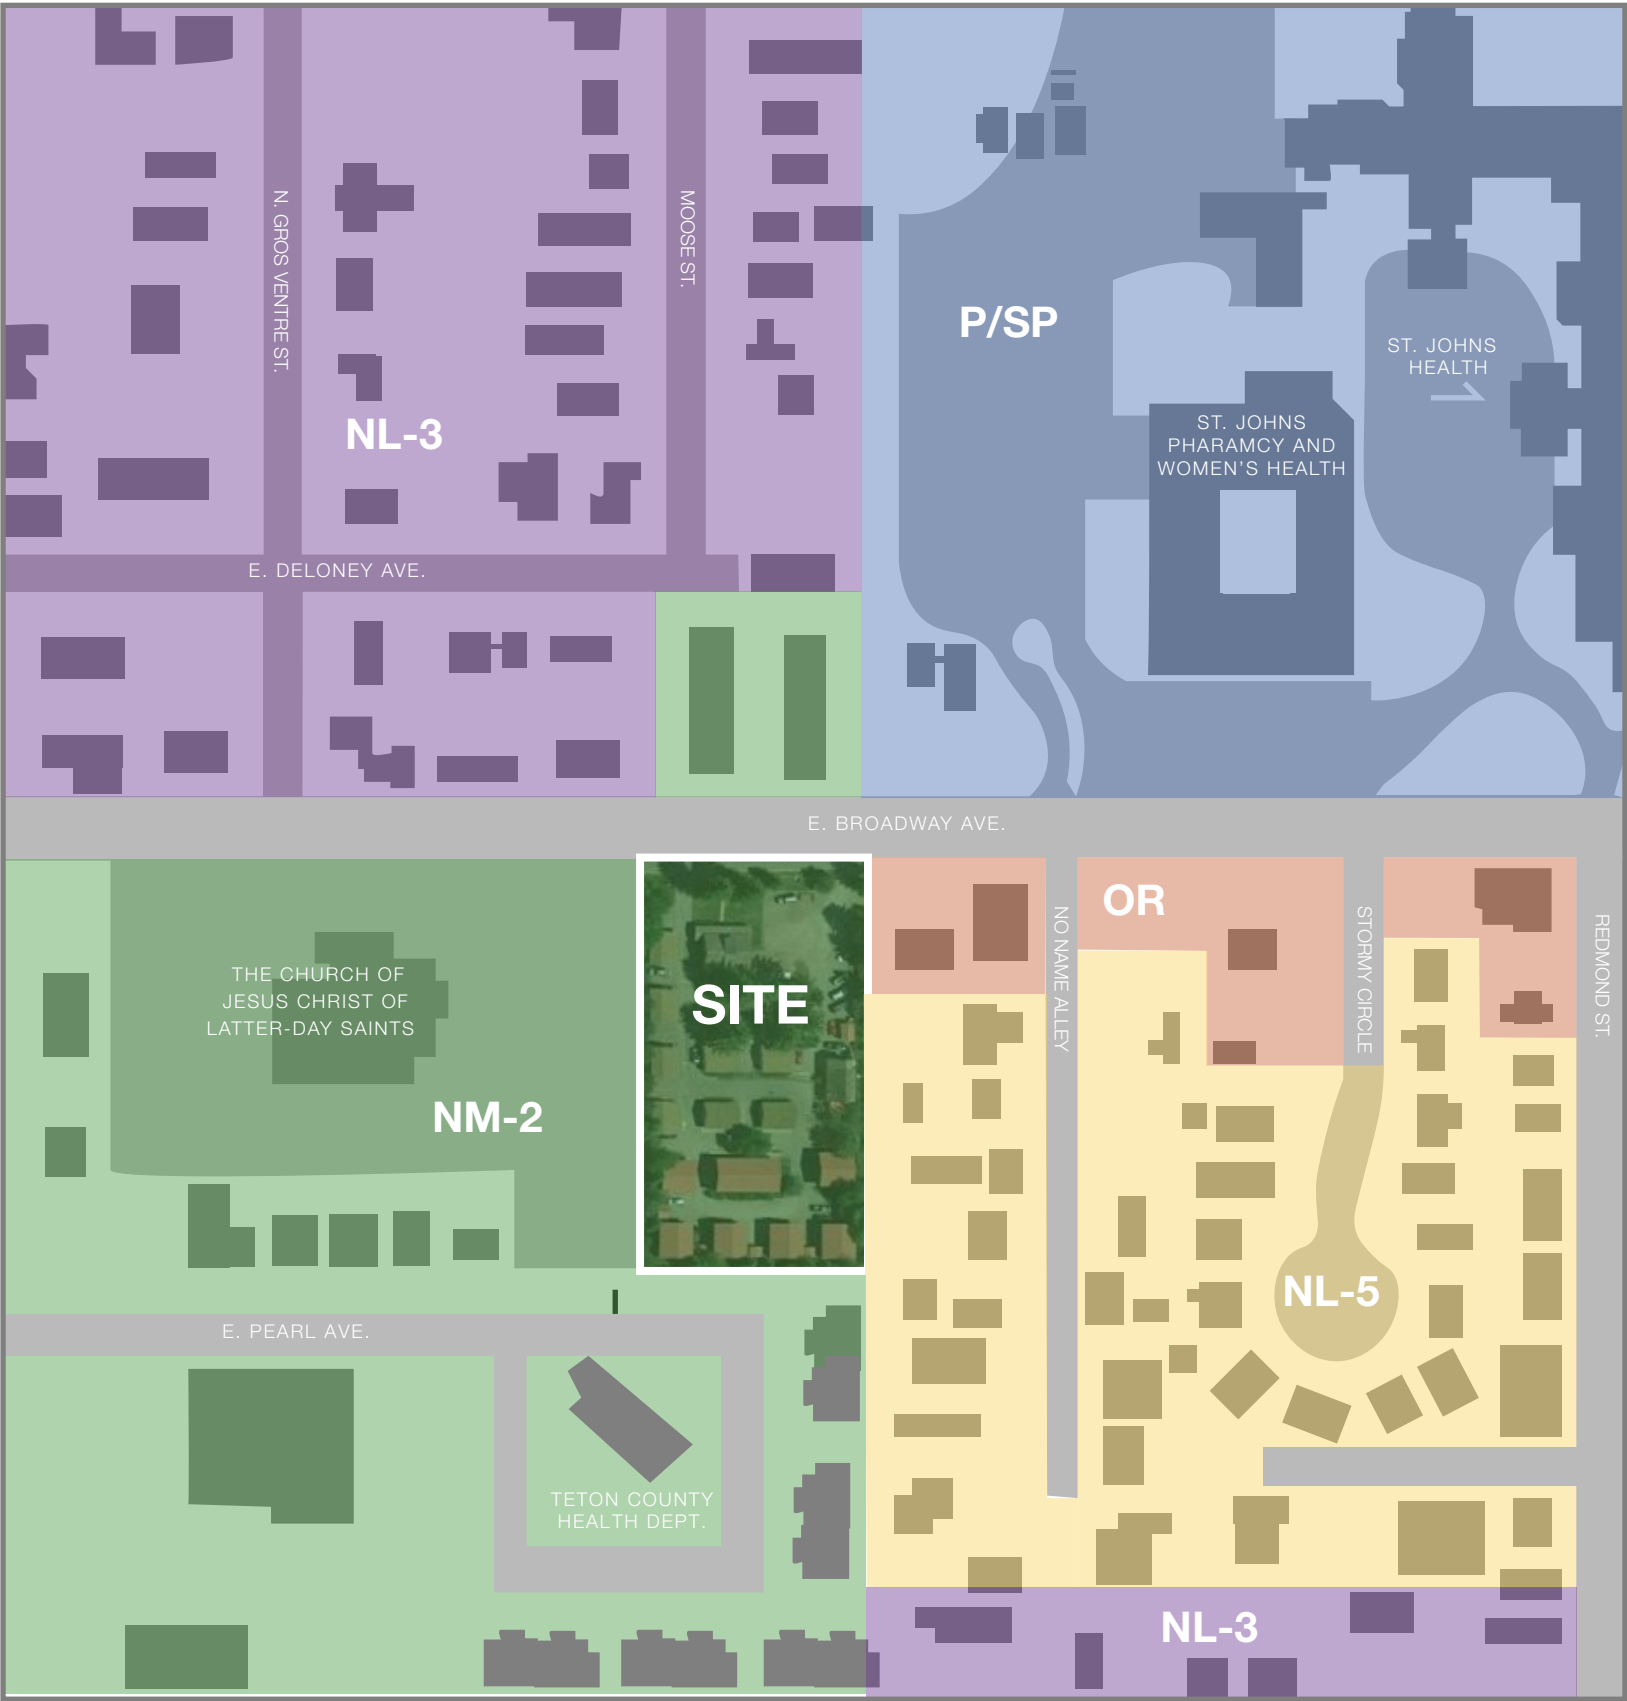 N. GROS VENTRE ST.
MOOSE ST.
P/SP
ST. JOHNS
HEALTH
NL-3
ST. JOHNS
PHARAMCY AND
WOMEN'S HEALTH
E. DELONEY AVE.
E. BROADWAY AVE.
OR
NO NAME ALLEY
STORMY CIRCLE
REDMOND ST.
THE CHURCH OF
JESUS CHRIST OF
LATTER-DAY SAINTS
SITE
NM-2
NL-5
E. PEARL AVE.
TETON COUNTY
HEALTH DEPT.
NL-3